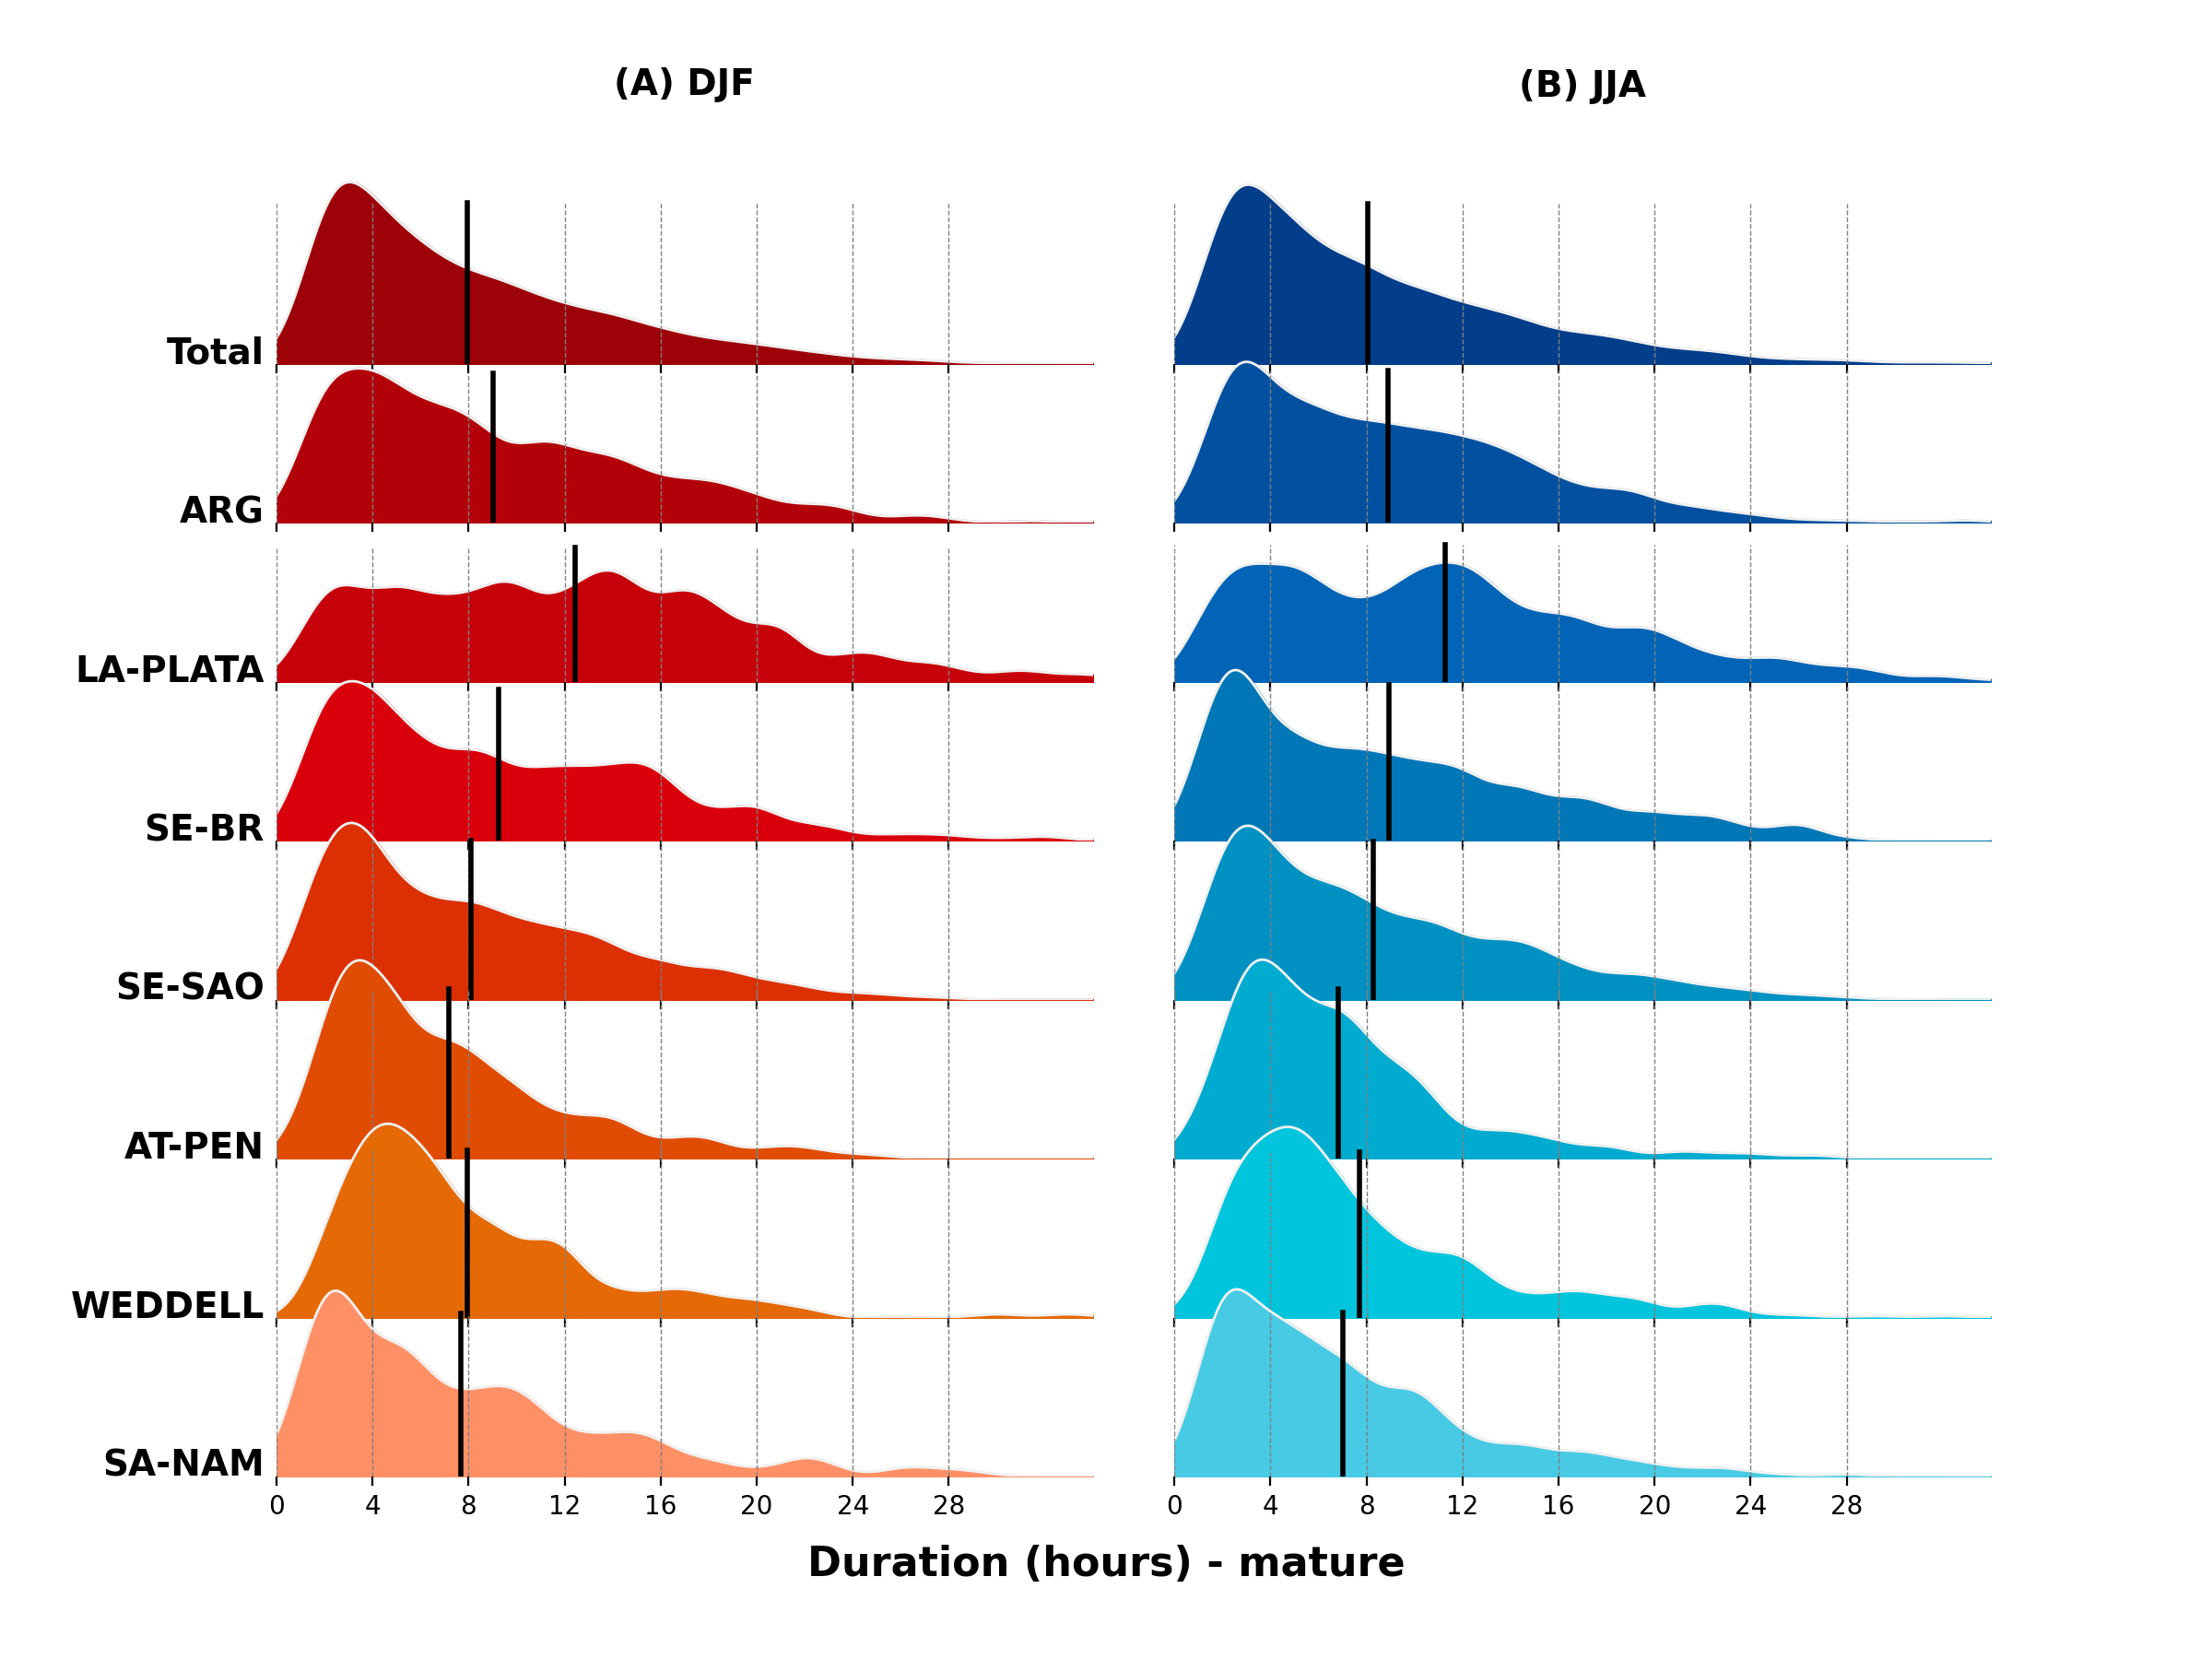 (A) DJF
(B) JJA
Total
ARG
LA-PLATA
SE-BR
SE-SAO
AT-PEN
WEDDELL
SA-NAM
0 4 8 12 16 20 24 28
0 4 8 12 16 20 24 28
Duration (hours) - mature